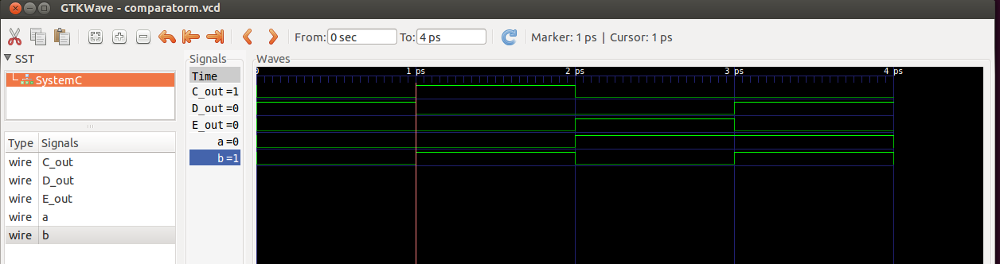 GTKWave - comparatorm.vcd
From: 0 sec To: 4 ps Marker: 1 ps | Cursor: 1 ps
SST
SystemC
Type Signals
wire C_out
wire D_out
wire E_out
wire a
wire b
Signals
Time
C_out=1
D_out=0
E_out=0
a=0
b=1
Waves
0 1 ps 2 ps 3 ps 4 ps